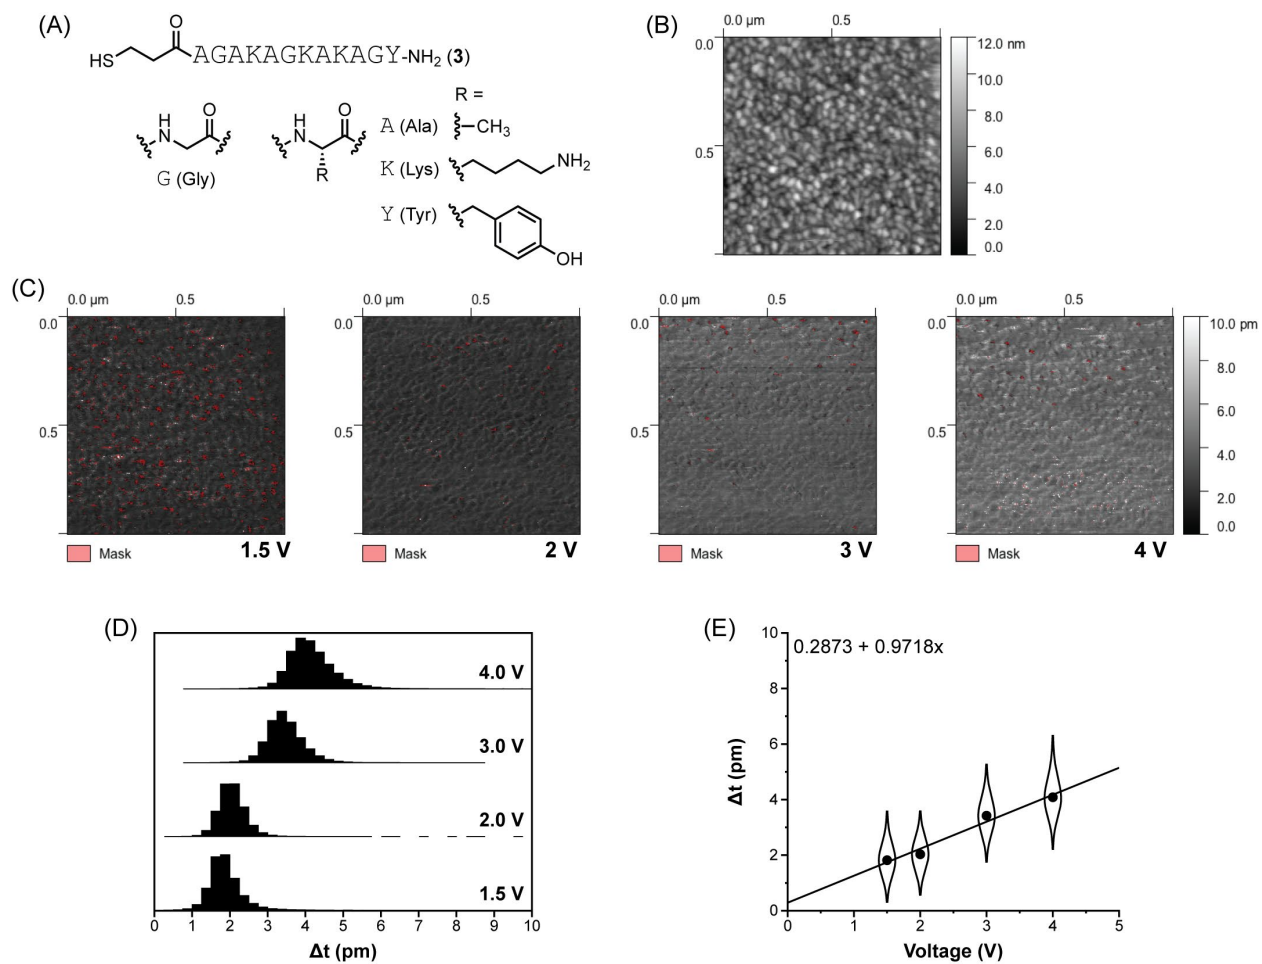 (A)
O
HS
AGAKAGKAKAGY-NH2 (3)
R =
H
N
O
G (Gly)
H
N
O
R
A (Ala)
CH3
K (Lys)
NH2
Y (Tyr)
OH
(B)
0.0 µm 0.5
0.0
0.5
12.0 nm
10.0
8.0
6.0
4.0
2.0
0.0
(C)
0.0 µm 0.5
0.0
0.5
Mask 1.5 V
0.0 µm 0.5
0.0
0.5
Mask 2 V
0.0 µm 0.5
0.0
0.5
Mask 3 V
0.0 µm 0.5
0.0
0.5
Mask 4 V
10.0 pm
8.0
6.0
4.0
2.0
0.0
(D)
4.0 V
3.0 V
2.0 V
1.5 V
0 1 2 3 4 5 6 7 8 9 10
Δt (pm)
(E)
0.2873 + 0.9718x
10
8
6
4
2
0
Δt (pm)
0 1 2 3 4 5
Voltage (V)